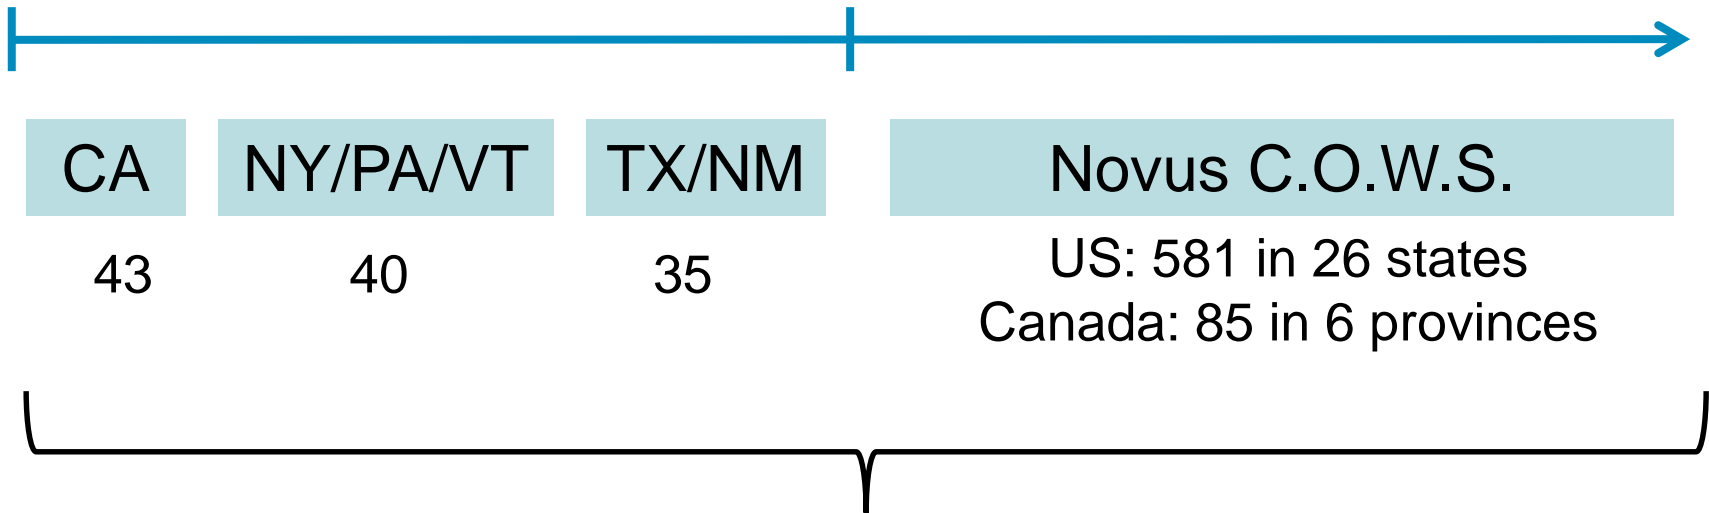 CA
NY/PA/VT
TX/NM
Novus C.O.W.S.
43
40
35
US: 581 in 26 states
Canada: 85 in 6 provinces